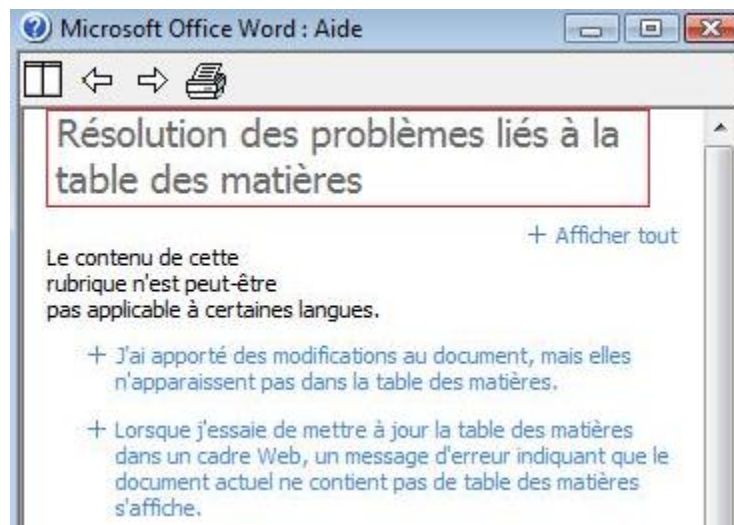 Microsoft Office Word : Aide
Résolution des problèmes liés à la
table des matières
+ Afficher tout
Le contenu de cette
rubrique n'est peut-être
pas applicable à certaines langues.
+ J'ai apporté des modifications au document, mais elles
n'apparaissent pas dans la table des matières.
+ Lorsque j'essaie de mettre à jour la table des matières
dans un cadre Web, un message d'erreur indiquant que le
document actuel ne contient pas de table des matières
s'affiche.